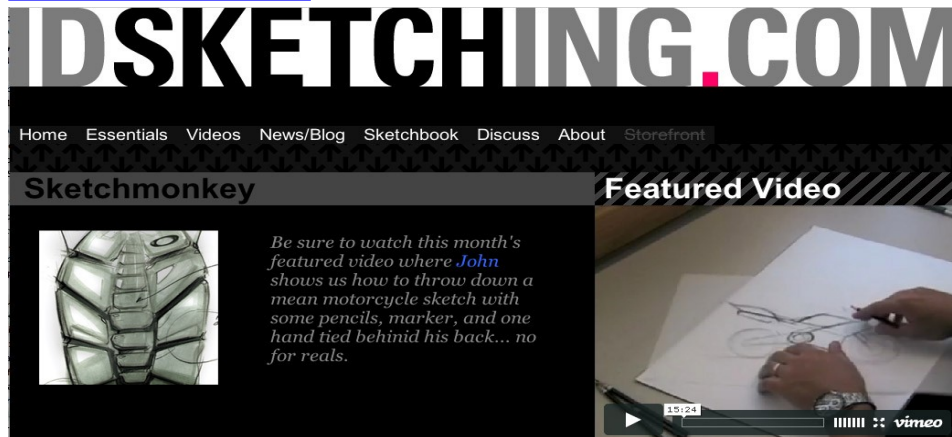 IDSKETCHING.COM
Home Essentials Videos News/Blog Sketchbook Discuss About Storefront
Sketchmonkey
Featured Video
Be sure to watch this month's
featured video where John
shows us how to throw down a
mean motorcycle sketch with
some pencils, marker, and one
hand tied behinid his back... no
for reals.
15:24
vimeo